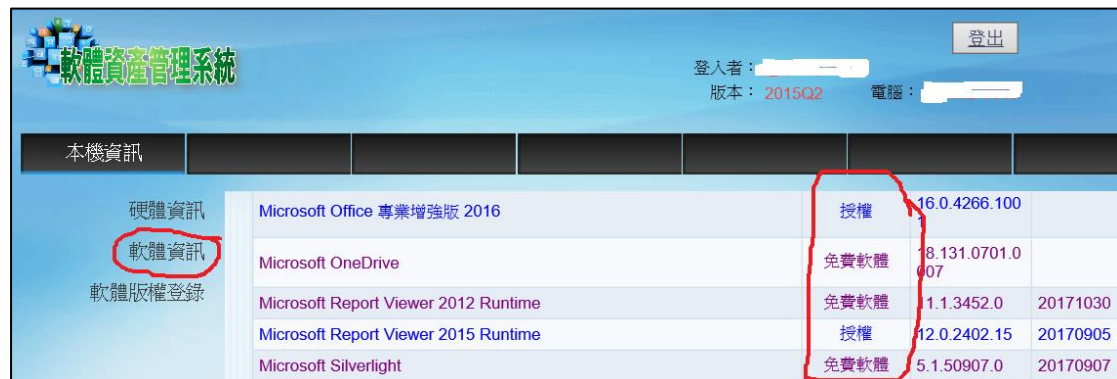 軟體資產管理系統
登出
登入者：
版本： 2015Q2 電腦：
本機資訊
硬體資訊
軟體資訊
軟體版權登錄
Microsoft Office 專業增強版 2016 授權 16.0.4266.100
Microsoft OneDrive 免費軟體 18.131.0701.0
007
Microsoft Report Viewer 2012 Runtime 免費軟體 11.1.3452.0 20171030
Microsoft Report Viewer 2015 Runtime 授權 12.0.2402.15 20170905
Microsoft Silverlight 免費軟體 5.1.50907.0 20170907